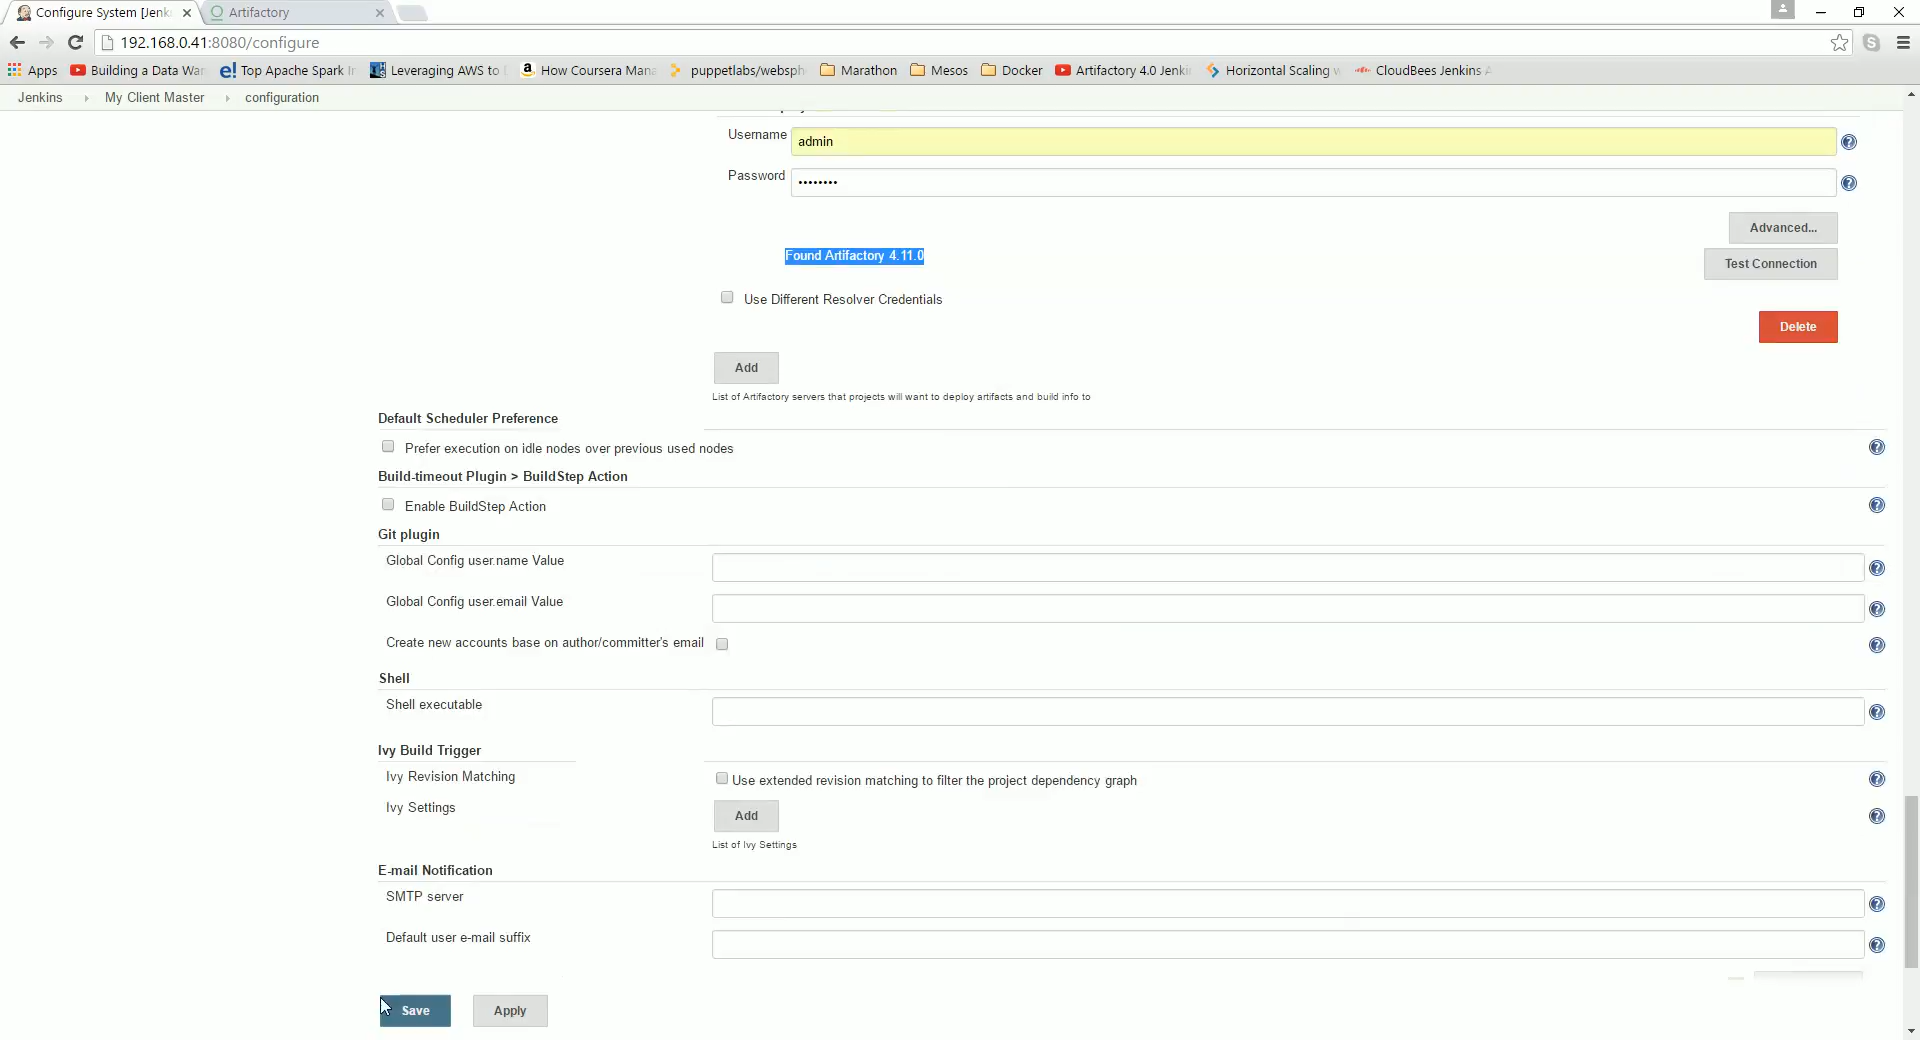 Configure System [Jenk
Artifactory
192.168.0.41:8080/configure
Apps
Building a Data War
Top Apache Spark Ir
Leveraging AWS to
How Coursera Mana
puppetlabs/websph
Marathon
Mesos
Docker
Artifactory 4.0 Jenki
Horizontal Scaling w
CloudBees Jenkins A
Jenkins
My Client Master
configuration
Username
admin
Password
••••••••
Advanced...
Found Artifactory 4.11.0
Test Connection
Use Different Resolver Credentials
Delete
Add
List of Artifactory servers that projects will want to deploy artifacts and build info to
Default Scheduler Preference
Prefer execution on idle nodes over previous used nodes
Build-timeout Plugin > BuildStep Action
Enable BuildStep Action
Git plugin
Global Config user.name Value
Global Config user.email Value
Create new accounts base on author/committer's email
Shell
Shell executable
Ivy Build Trigger
Ivy Revision Matching
Use extended revision matching to filter the project dependency graph
Ivy Settings
Add
List of Ivy Settings
E-mail Notification
SMTP server
Default user e-mail suffix
Save
Apply